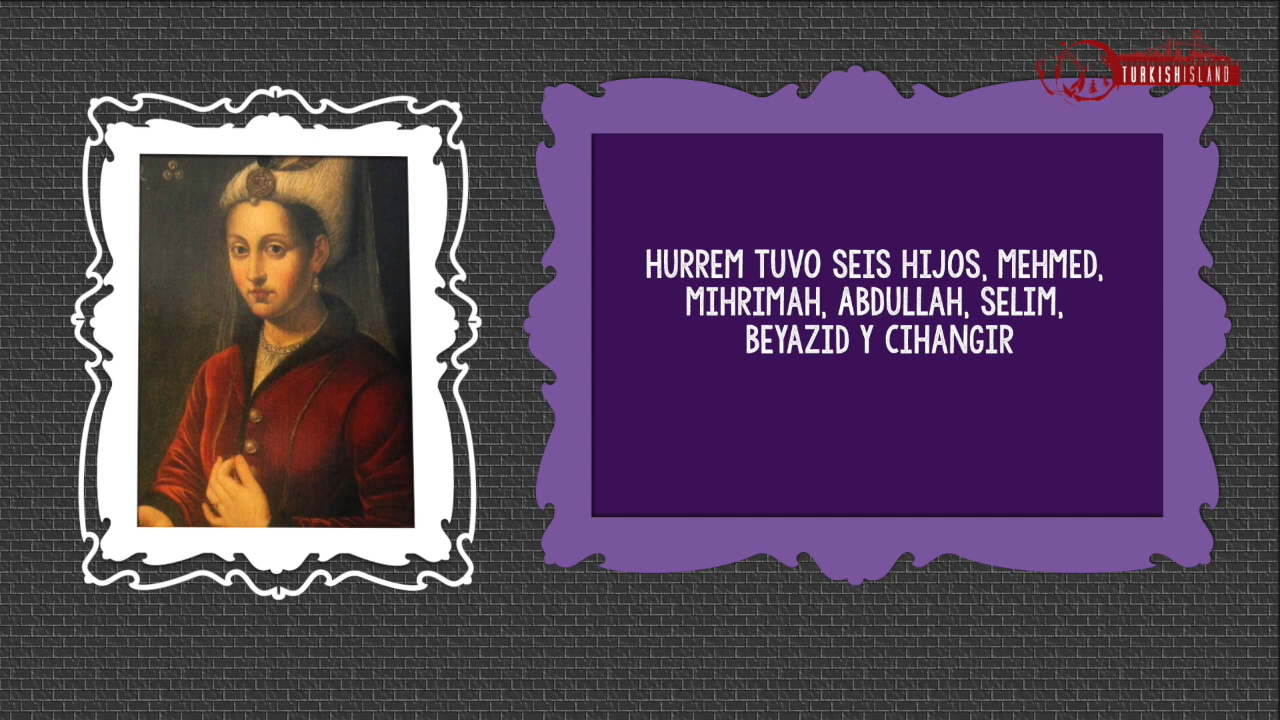 TURKISHISLAND
HURREM TUVO SEIS HIJOS, MEHMED,
MIHRIMAH, ABDULLAH, SELIM,
BEYAZID Y CIHANGIR